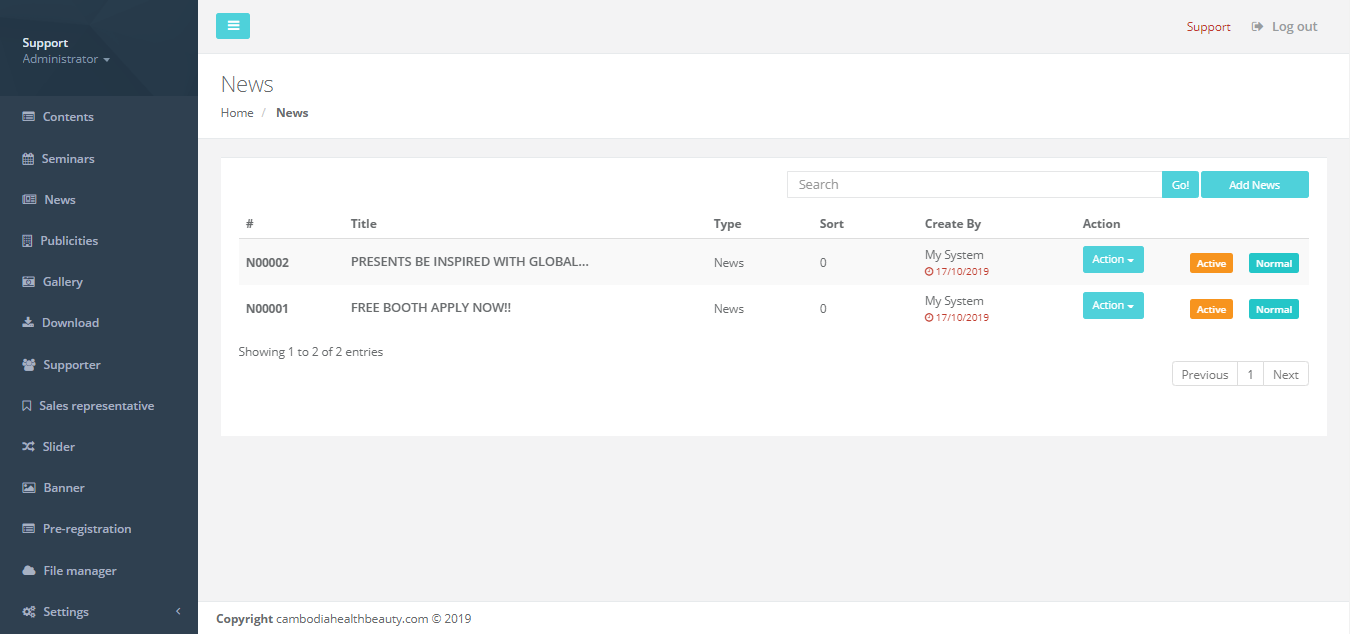 Support
Administrator
Contents
Seminars
News
Publicities
Gallery
Download
Supporter
Sales representative
Slider
Banner
Pre-registration
File manager
Settings
Support Log out
News
Home / News
Search Go! Add News
# Title Type Sort Create By Action
N00002 PRESENTS BE INSPIRED WITH GLOBAL... News 0 My System Action Active Normal
17/10/2019
N00001 FREE BOOTH APPLY NOW!! News 0 My System Action Active Normal
17/10/2019
Showing 1 to 2 of 2 entries
Previous 1 Next
Copyright cambodiahealthbeauty.com © 2019